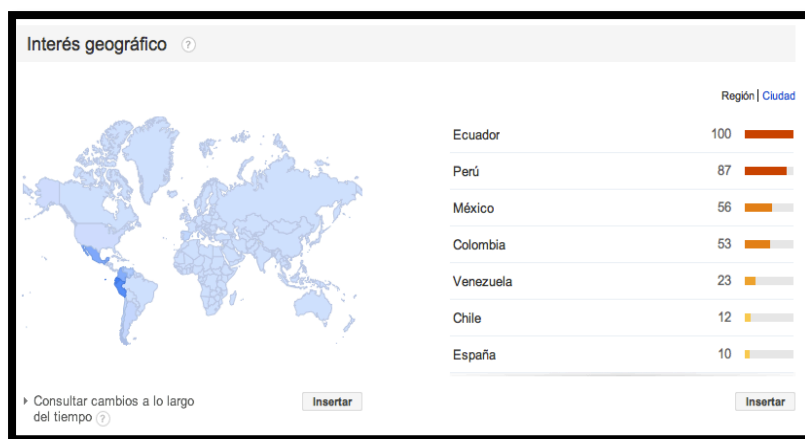 Interés geográfico ?
Región | Ciudad
Ecuador 100
Perú 87
México 56
Colombia 53
Venezuela 23
Chile 12
España 10
Consultar cambios a lo largo
del tiempo ?
Insertar
Insertar